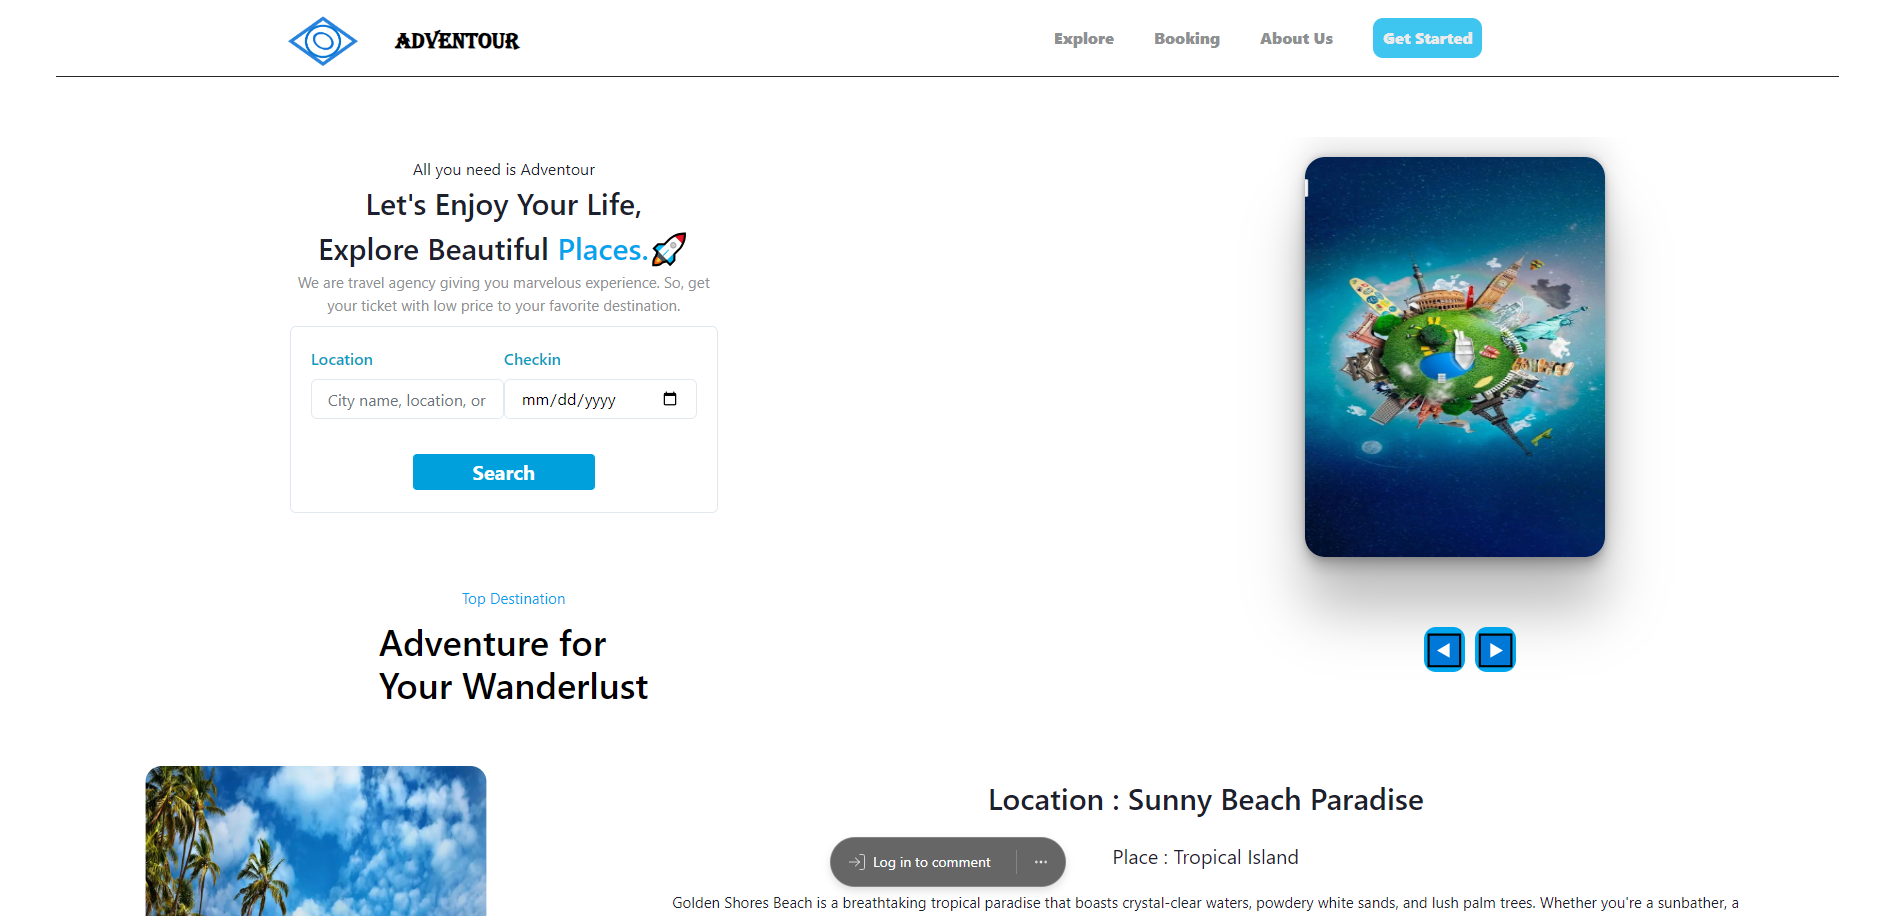 ADVENTOUR
Explore
Booking
About Us
Get Started
All you need is Adventour
Let's Enjoy Your Life,
Explore Beautiful Places.🚀
We are travel agency giving you marvelous experience. So, get
your ticket with low price to your favorite destination.
Location
Checkin
City name, location, or
mm/dd/yyyy
Search
Top Destination
Adventure for
Your Wanderlust
Location : Sunny Beach Paradise
Log in to comment
Place : Tropical Island
Golden Shores Beach is a breathtaking tropical paradise that boasts crystal-clear waters, powdery white sands, and lush palm trees. Whether you're a sunbather, a